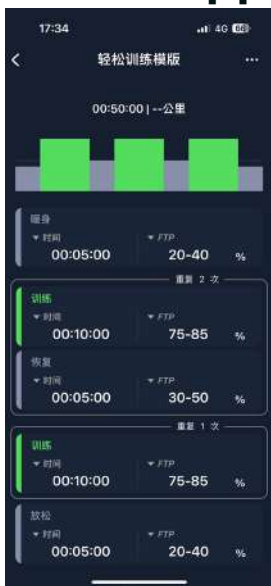 17:34
4G 66
轻松训练模版
00:50:00 | --公里
暖身
时间 FTP
00:05:00 20-40 %
重复 2 次
训练
时间 FTP
00:10:00 75-85 %
恢复
时间 FTP
00:05:00 30-50 %
重复 1 次
训练
时间 FTP
00:10:00 75-85 %
放松
时间 FTP
00:05:00 20-40 %